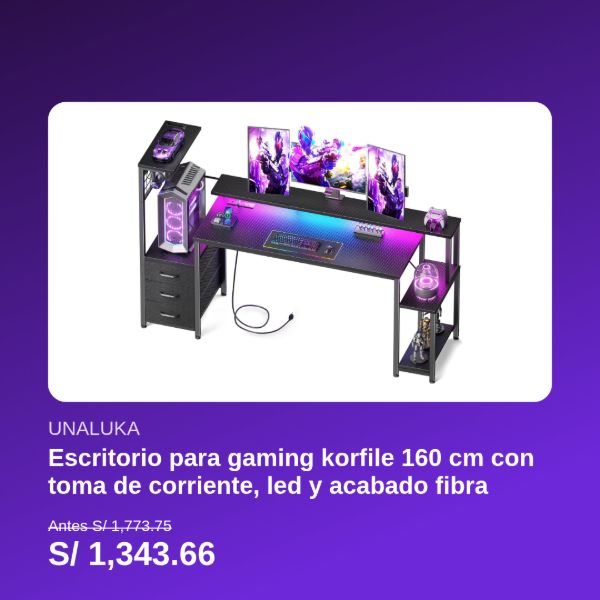 UNALUKA
Escritorio para gaming korfile 160 cm con
toma de corriente, led y acabado fibra
Antes S/ 1,773.75
S/ 1,343.66